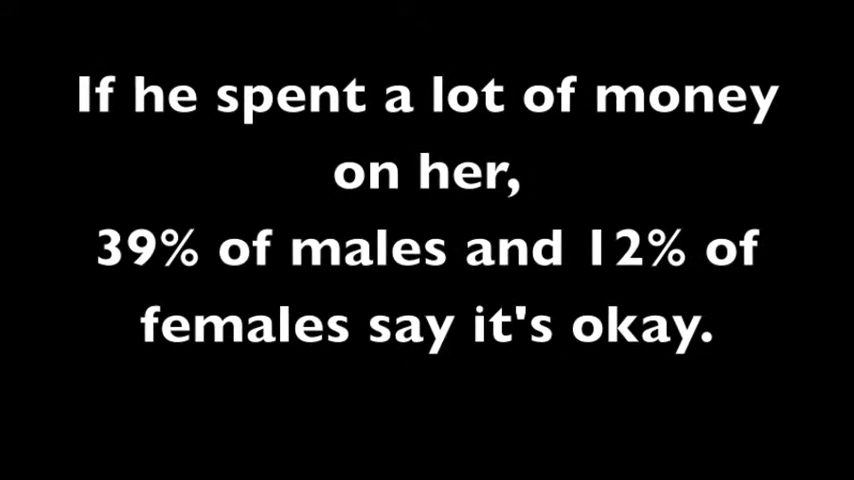 If he spent a lot of money
on her,
39% of males and 12% of
females say it's okay.